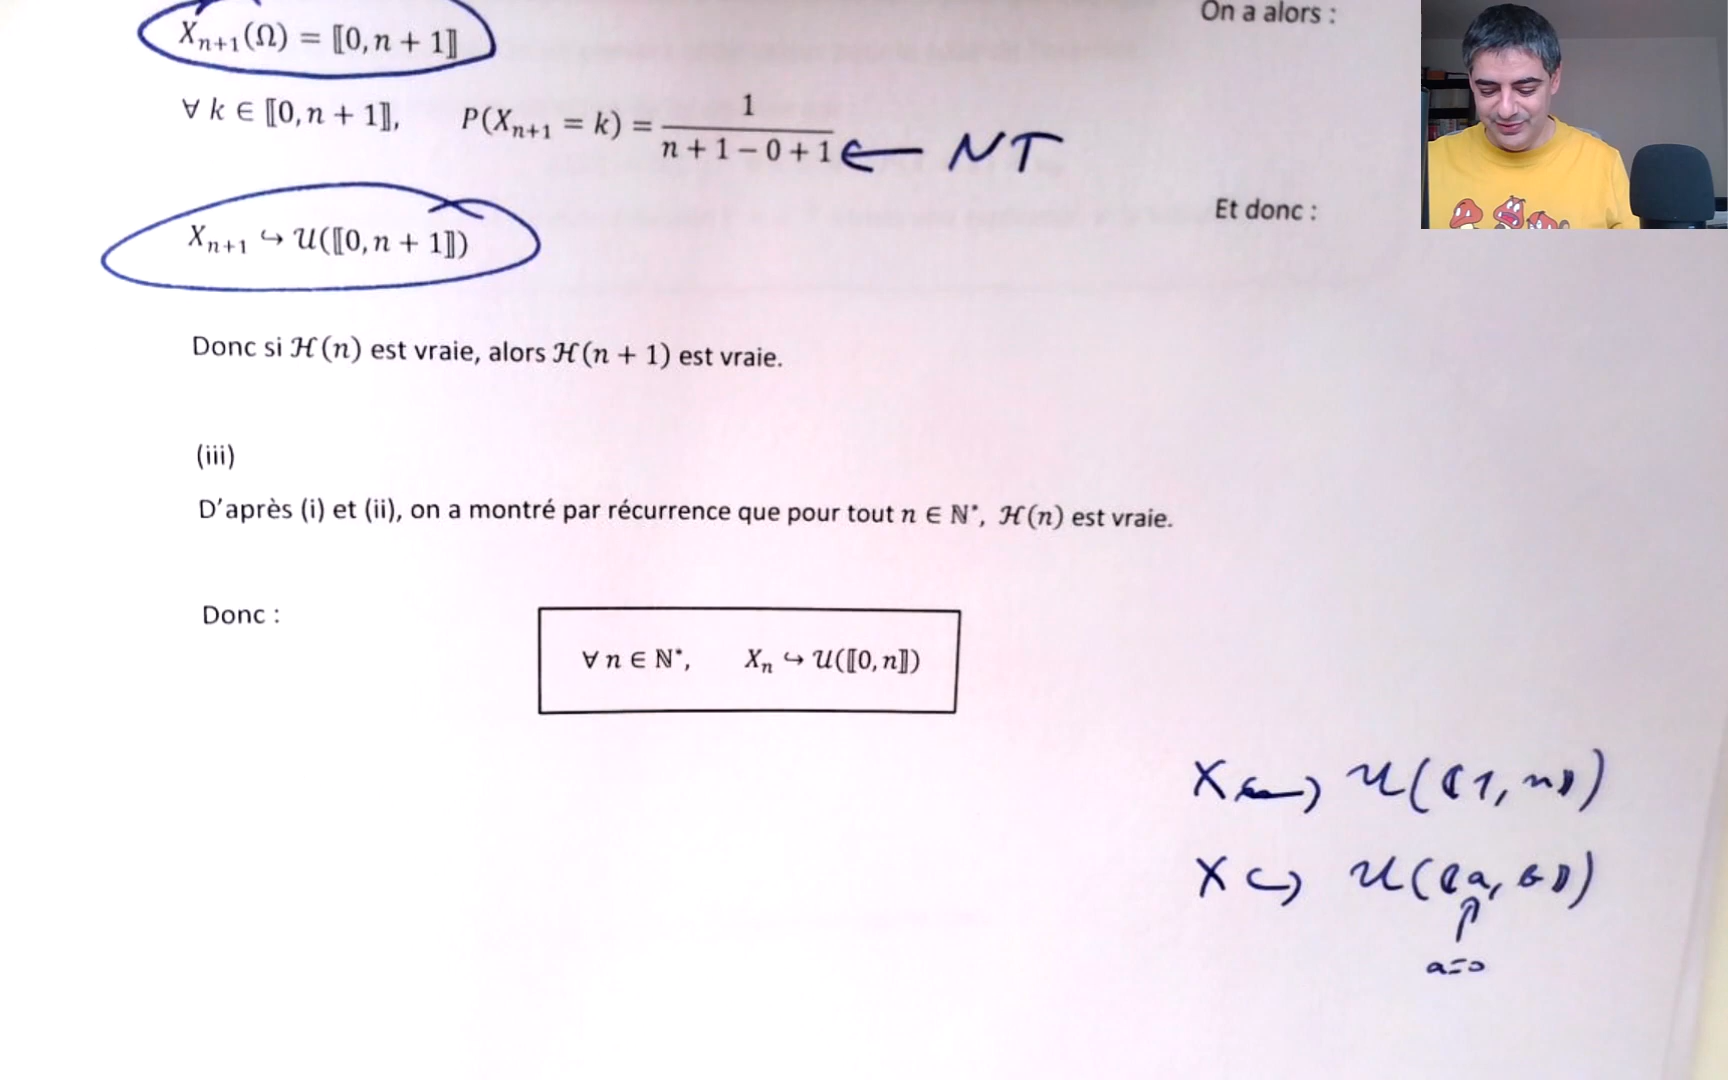 On a alors :
Xₙ₊₁(Ω) = ⟦0, n + 1⟧
∀ k ∈ ⟦0, n + 1⟧, P(Xₙ₊₁ = k) = 1 / (n + 1 − 0 + 1) ← NT
Et donc :
Xₙ₊₁ ↪ 𝒰(⟦0, n + 1⟧)
Donc si ℋ(n) est vraie, alors ℋ(n + 1) est vraie.
(iii)
D'après (i) et (ii), on a montré par récurrence que pour tout n ∈ ℕ*, ℋ(n) est vraie.
Donc :
∀ n ∈ ℕ*, Xₙ ↪ 𝒰(⟦0, n⟧)
X ↪ 𝒰(⟦1, n⟧)
X ↪ 𝒰(⟦a, b⟧)
↑
a=0